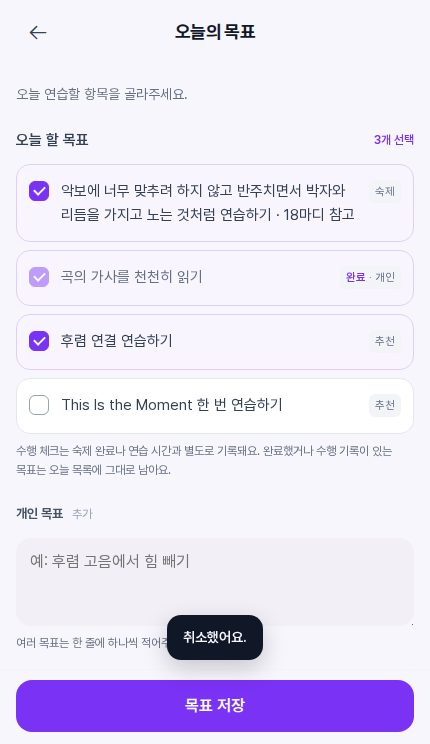 오늘의 목표
오늘 연습할 항목을 골라주세요.
오늘 할 목표 3개 선택
악보에 너무 맞추려 하지 않고 반주치면서 박자와 숙제
리듬을 가지고 노는 것처럼 연습하기 · 18마디 참고
곡의 가사를 천천히 읽기 완료 · 개인
후렴 연결 연습하기 추천
This Is the Moment 한 번 연습하기 추천
수행 체크는 숙제 완료나 연습 시간과 별도로 기록돼요. 완료했거나 수행 기록이 있는
목표는 오늘 목록에 그대로 남아요.
개인 목표 추가
예: 후렴 고음에서 힘 빼기
여러 목표는 한 줄에 하나씩
취소했어요.
목표 저장